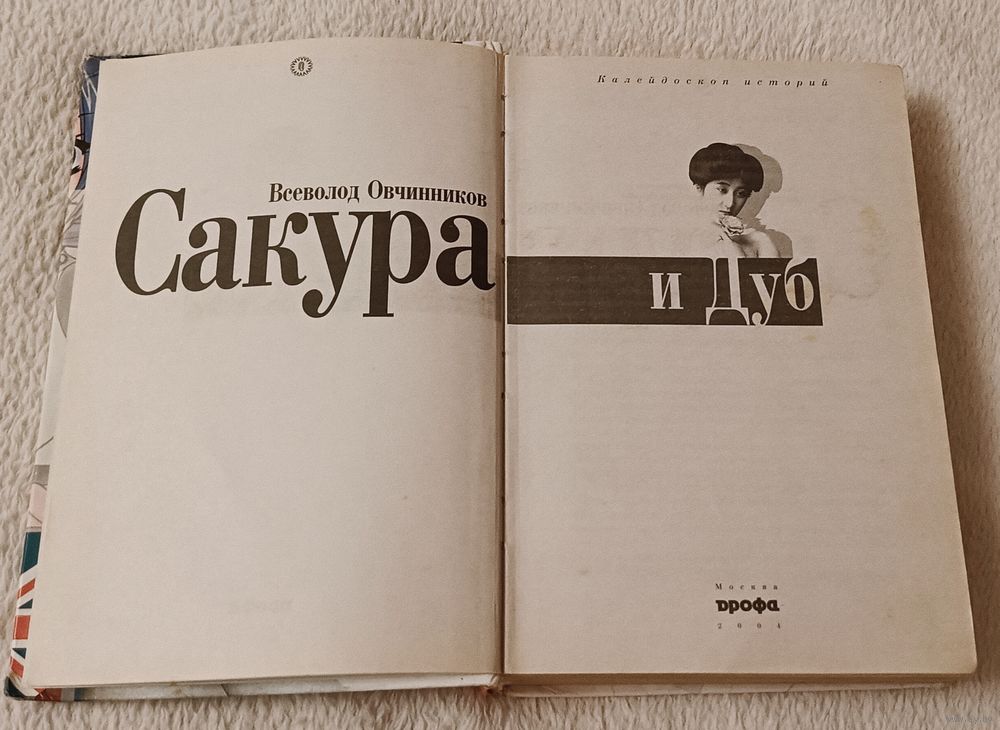 Всеволод Овчинников
Сакура
Калейдоскоп историй
и Дуб
Москва
Дрофа
2004